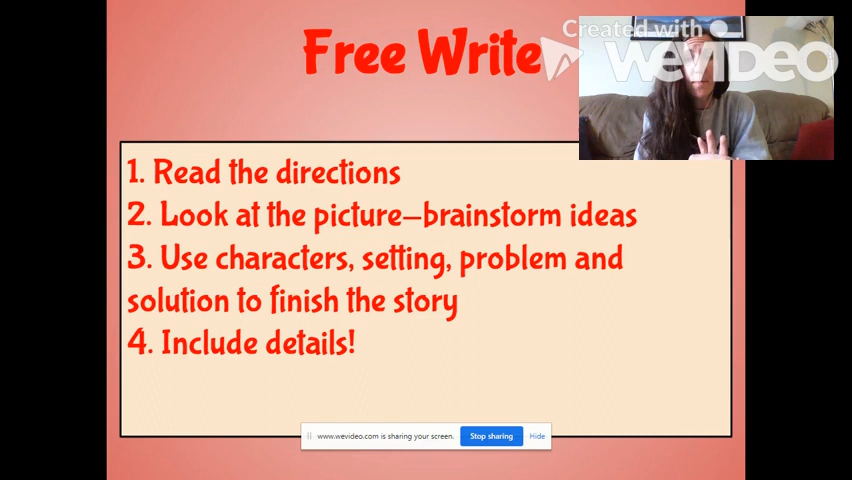 Free Write
Created with
WEVIDEO
1. Read the directions
2. Look at the picture—brainstorm ideas
3. Use characters, setting, problem and
solution to finish the story
4. Include details!
www.wevideo.com is sharing your screen. Stop sharing Hide